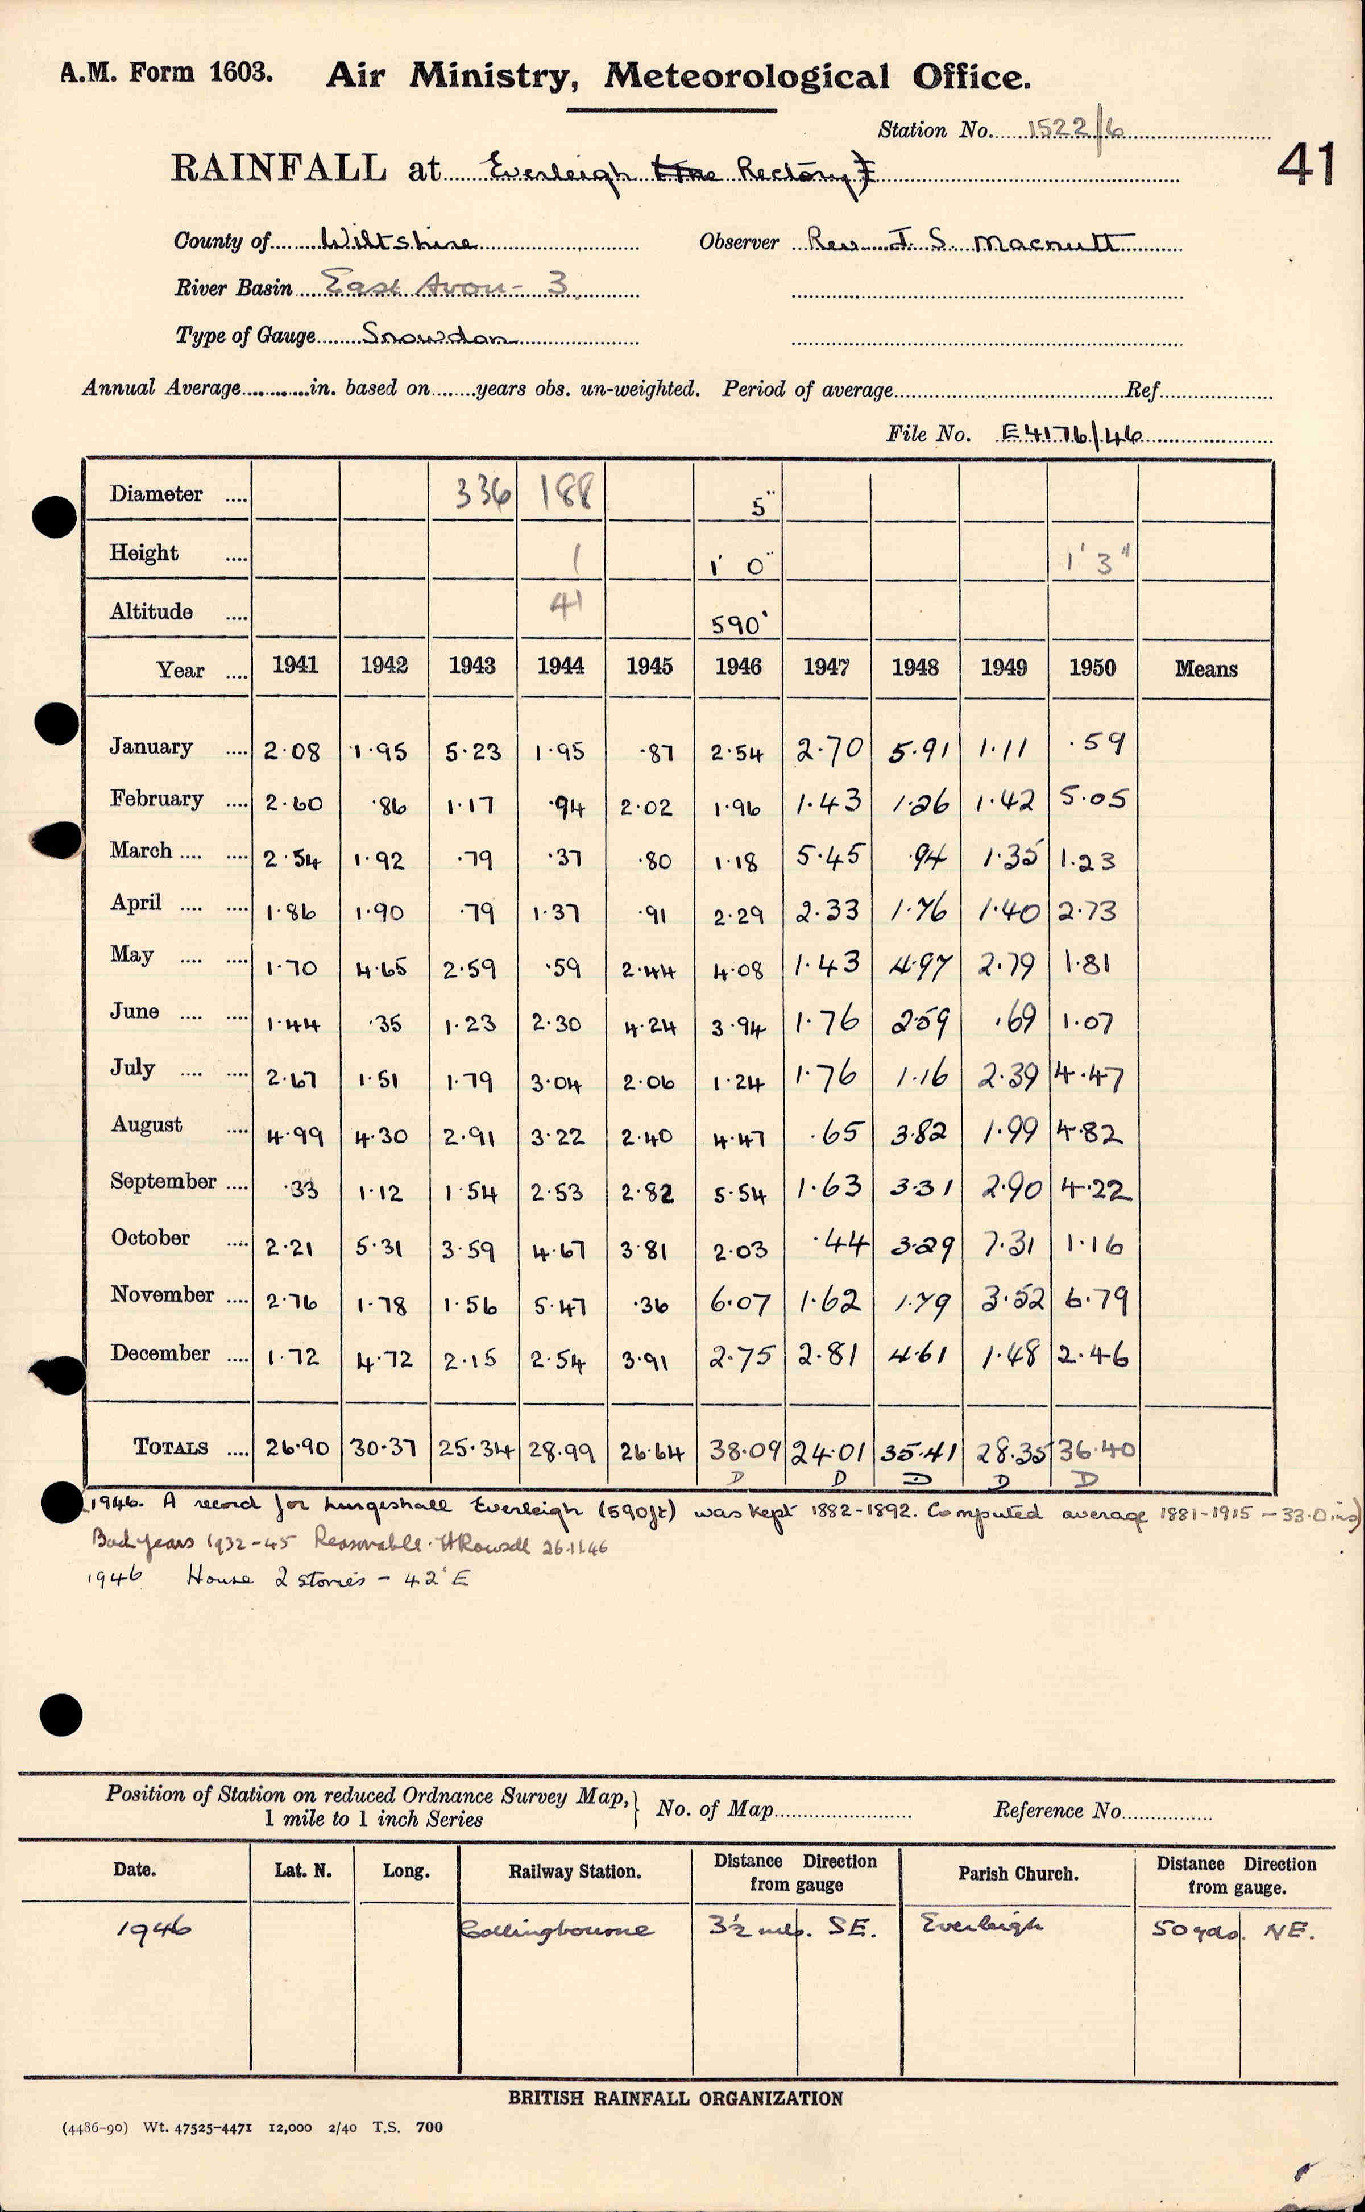 A.M. Form 1603. Air Ministry, Meteorological Office.
Station No. 1522/6
RAINFALL at Everleigh (The Rectory) 41
County of Wiltshire Observer Rev J. S. Macnutt
River Basin East Avon - 3
Type of Gauge Snowdon
Annual Average in. based on years obs. un-weighted. Period of average Ref.
File No. E4176/46
Diameter .... 336 188 5"
Height .... 1 1' 0" 1' 3"
Altitude .... 41 590'
Year .... 1941 1942 1943 1944 1945 1946 1947 1948 1949 1950 Means
January .... 2.08 1.95 5.23 1.95 .87 2.54 2.70 5.91 1.11 .59
February .... 2.60 .86 1.17 .94 2.02 1.96 1.43 1.26 1.42 5.05
March .... .... 2.54 1.92 .79 .37 .80 1.18 5.45 .94 1.35 1.23
April .... .... 1.86 1.90 .79 1.37 .91 2.29 2.33 1.76 1.40 2.73
May .... .... 1.70 4.65 2.59 .59 2.44 4.08 1.43 4.97 2.79 1.81
June .... .... 1.44 .35 1.23 2.30 4.24 3.94 1.76 2.59 .69 1.07
July .... .... 2.67 1.51 1.79 3.04 2.06 1.24 1.76 1.16 2.39 4.47
August .... 4.99 4.30 2.91 3.22 2.40 4.47 .65 3.82 1.99 4.82
September .... .33 1.12 1.54 2.53 2.82 5.54 1.63 3.31 2.90 4.22
October .... 2.21 5.31 3.59 4.67 3.81 2.03 .44 3.29 7.31 1.16
November .... 2.76 1.78 1.56 5.47 .36 6.07 1.62 1.79 3.52 6.79
December .... 1.72 4.72 2.15 2.54 3.91 2.75 2.81 4.61 1.48 2.46
TOTALS .... 26.90 30.37 25.34 28.99 26.64 38.09 24.01 35.41 28.35 36.40
D D D D D
1946. A record for Lurgeshall Everleigh (590ft) was kept 1882-1892. Computed average 1881-1915 - 33.0 ins)
Bad years 1932-45 Reasonable. 26.11.46
1946 House 2 stories - 42' E
Position of Station on reduced Ordnance Survey Map, } No. of Map Reference No.
1 mile to 1 inch Series
Date. Lat. N. Long. Railway Station. Distance Direction from gauge Parish Church. Distance Direction from gauge.
1946 Collingbourne 3½ mls. SE. Everleigh 50 yds. NE.
BRITISH RAINFALL ORGANIZATION
(4486-90) Wt. 47525-4471 12,000 2/40 T.S. 700